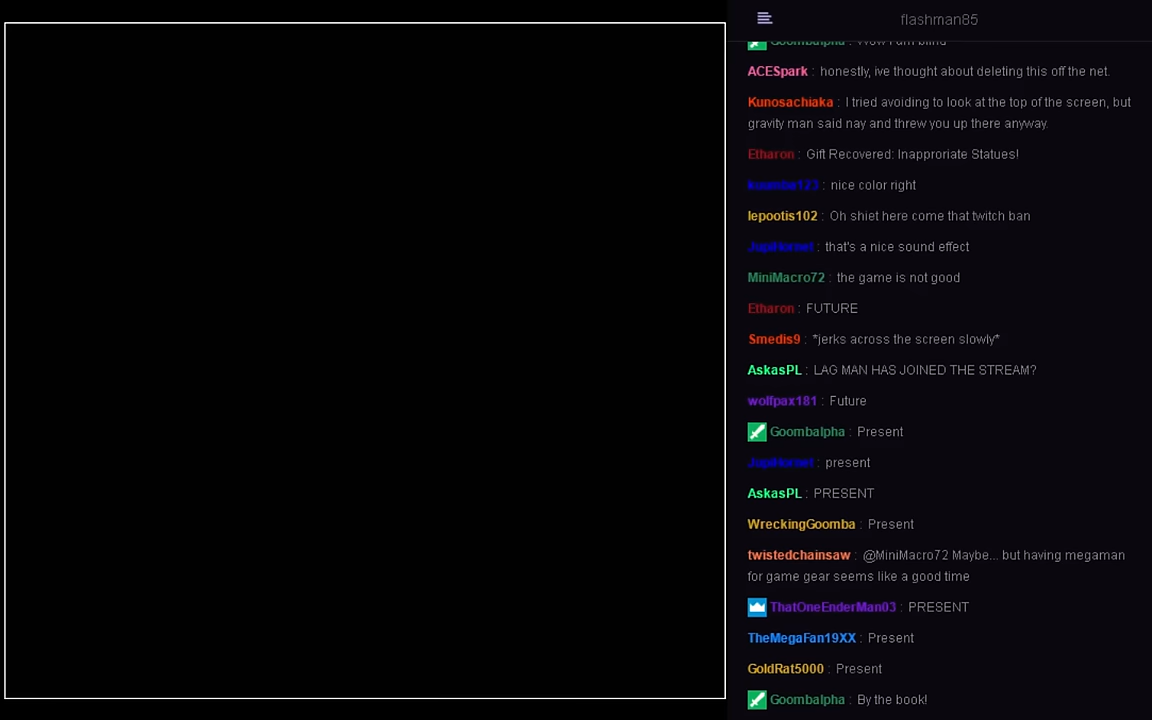 flashman85
Goombalpha : Wow I am blind
ACESpark : honestly, ive thought about deleting this off the net.
Kunosachiaka : I tried avoiding to look at the top of the screen, but
gravity man said nay and threw you up there anyway.
Etharon : Gift Recovered: Inapproriate Statues!
koomba123 : nice color right
lepootis102 : Oh shiet here come that twitch ban
: that's a nice sound effect
MiniMacro72 : the game is not good
Etharon : FUTURE
Smedis9 : *jerks across the screen slowly*
AskasPL : LAG MAN HAS JOINED THE STREAM?
wolfpax181 : Future
Goombalpha : Present
: present
AskasPL : PRESENT
WreckingGoomba : Present
twistedchainsaw : @MiniMacro72 Maybe... but having megaman
for game gear seems like a good time
ThatOneEnderMan03 : PRESENT
TheMegaFan19XX : Present
GoldRat5000 : Present
Goombalpha : By the book!